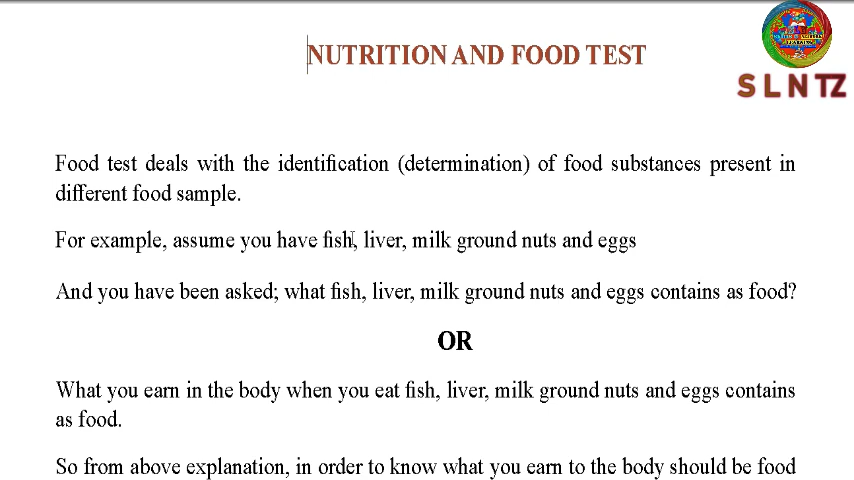 NUTRITION AND FOOD TEST
SLNTZ
Food test deals with the identification (determination) of food substances present in
different food sample.
For example, assume you have fish, liver, milk ground nuts and eggs
And you have been asked; what fish, liver, milk ground nuts and eggs contains as food?
OR
What you earn in the body when you eat fish, liver, milk ground nuts and eggs contains
as food.
So from above explanation, in order to know what you earn to the body should be food